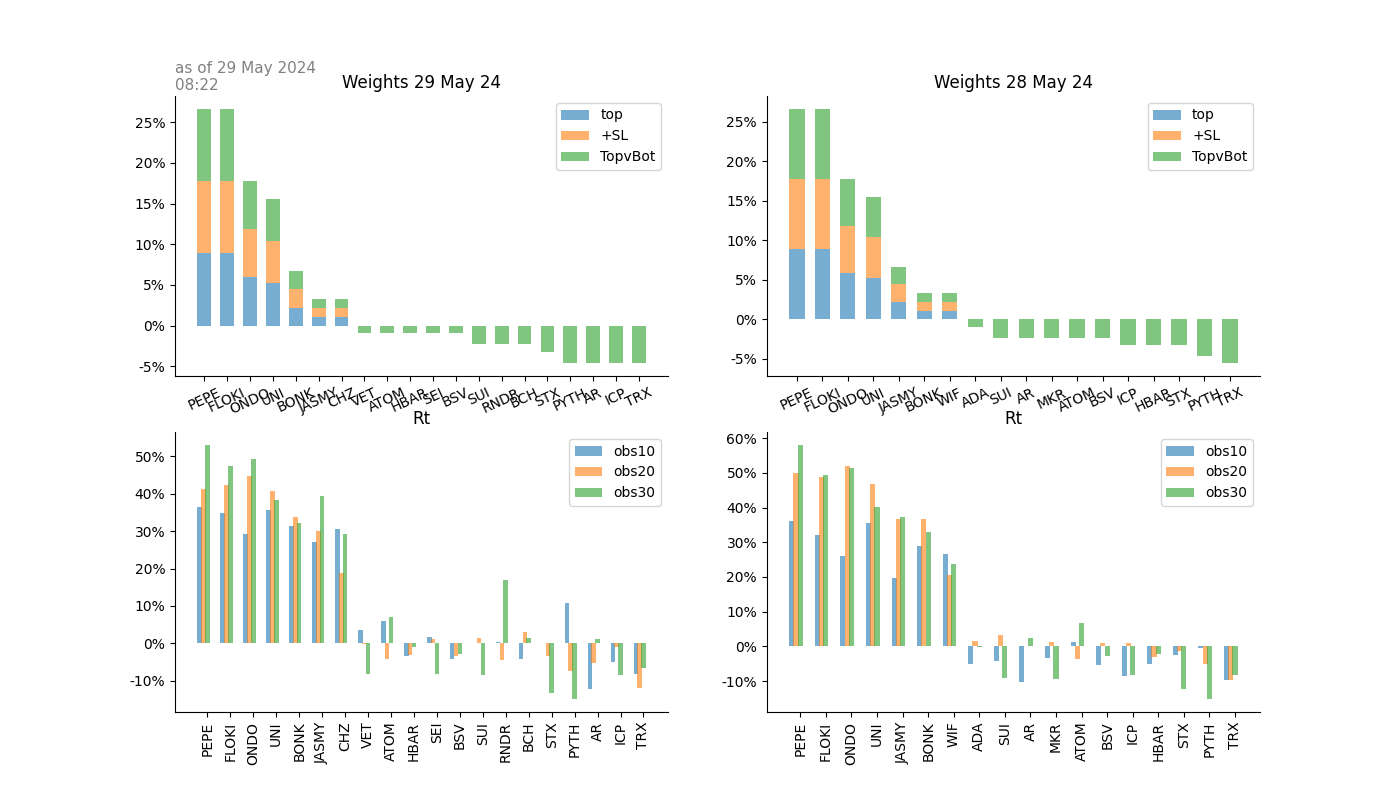 as of 29 May 2024
08:22
Weights 29 May 24
top
+SL
TopvBot
25%
20%
15%
10%
5%
0%
-5%
PEPE FLOKI ONDO UNI BONK JASMY CHZ VET ATOM HBAR SEI BSV SUI RNDR BCH STX PYTH AR ICP TRX
Weights 28 May 24
top
+SL
TopvBot
25%
20%
15%
10%
5%
0%
-5%
PEPE FLOKI ONDO UNI JASMY BONK WIF ADA SUI AR MKR ATOM BSV ICP HBAR STX PYTH TRX
Rt
obs10
obs20
obs30
50%
40%
30%
20%
10%
0%
-10%
PEPE FLOKI ONDO UNI BONK JASMY CHZ VET ATOM HBAR SEI BSV SUI RNDR BCH STX PYTH AR ICP TRX
Rt
obs10
obs20
obs30
60%
50%
40%
30%
20%
10%
0%
-10%
PEPE FLOKI ONDO UNI JASMY BONK WIF ADA SUI AR MKR ATOM BSV ICP HBAR STX PYTH TRX